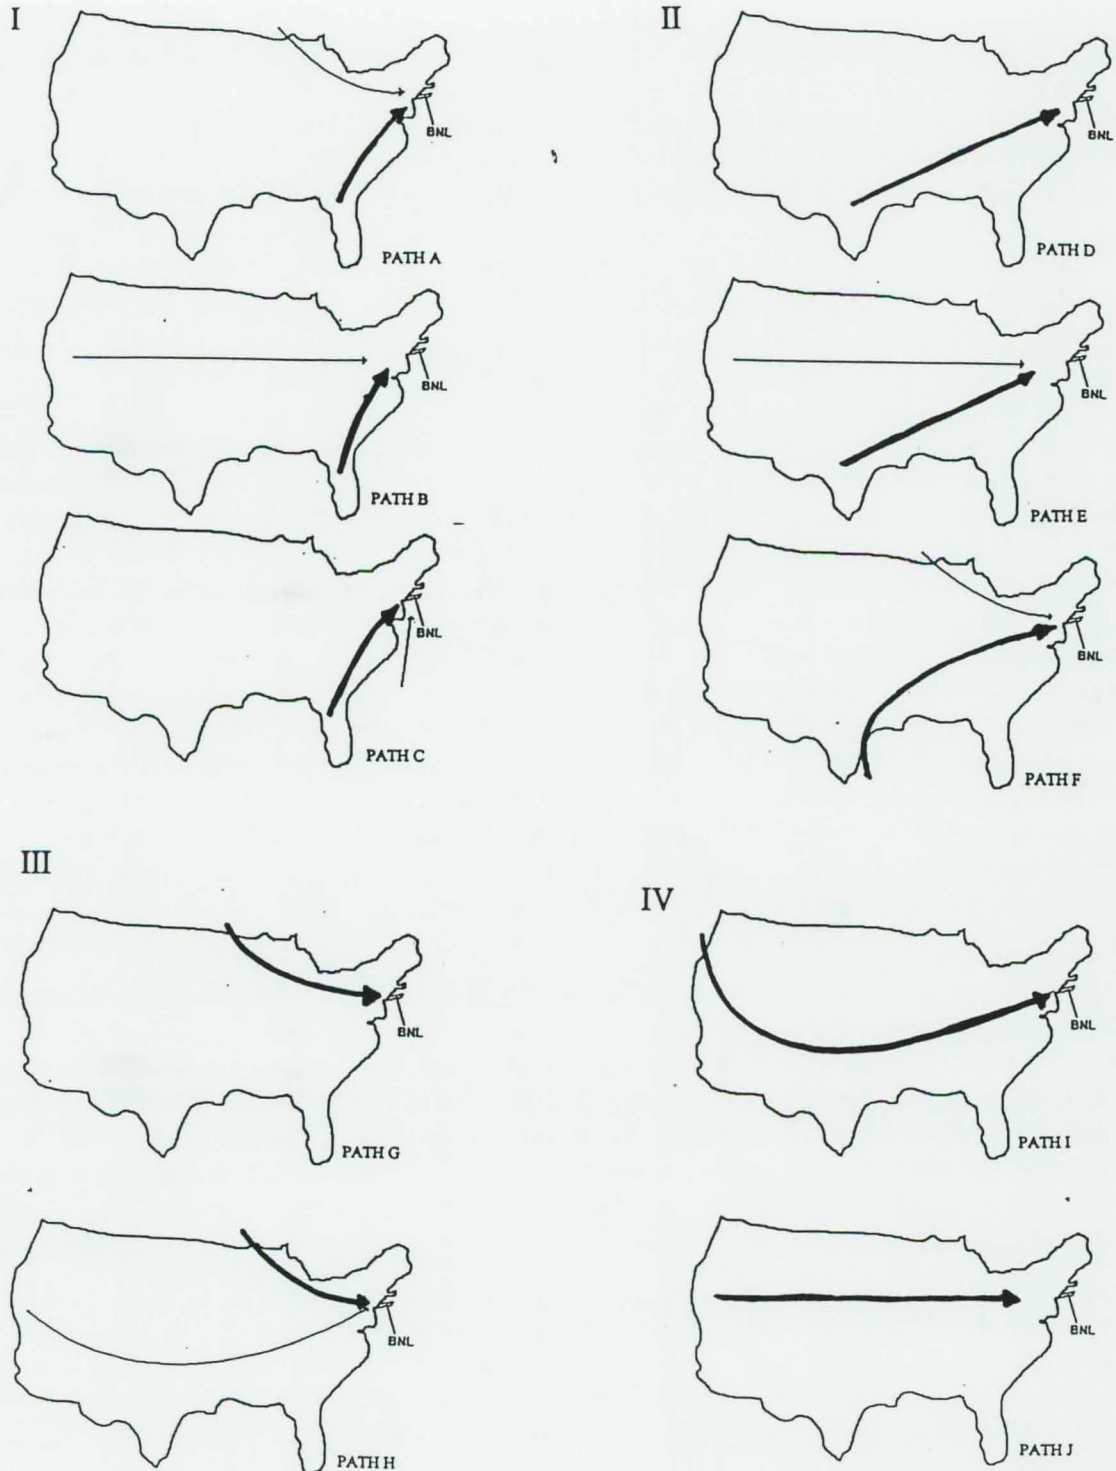 I
BNL
PATH A
BNL
PATH B
BNL
PATH C
II
BNL
PATH D
BNL
PATH E
BNL
PATH F
III
BNL
PATH G
BNL
PATH H
IV
BNL
PATH I
BNL
PATH J